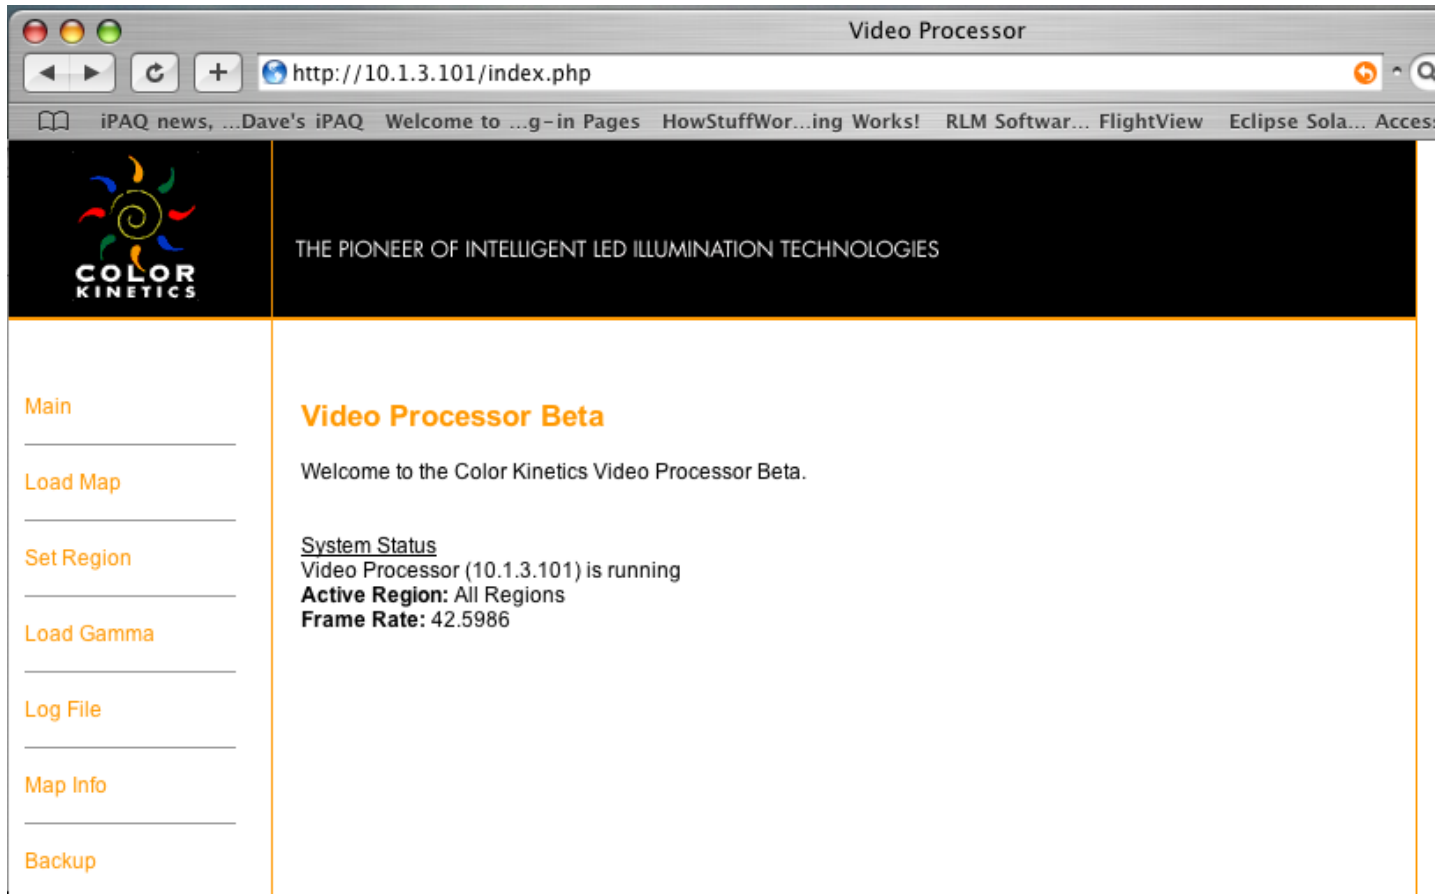 Video Processor
http://10.1.3.101/index.php
iPAQ news, ...Dave's iPAQ Welcome to ...g-in Pages HowStuffWor...ing Works! RLM Softwar... FlightView Eclipse Sola... Acces
COLOR
KINETICS
THE PIONEER OF INTELLIGENT LED ILLUMINATION TECHNOLOGIES
Main
Load Map
Set Region
Load Gamma
Log File
Map Info
Backup
Video Processor Beta
Welcome to the Color Kinetics Video Processor Beta.
System Status
Video Processor (10.1.3.101) is running
Active Region: All Regions
Frame Rate: 42.5986